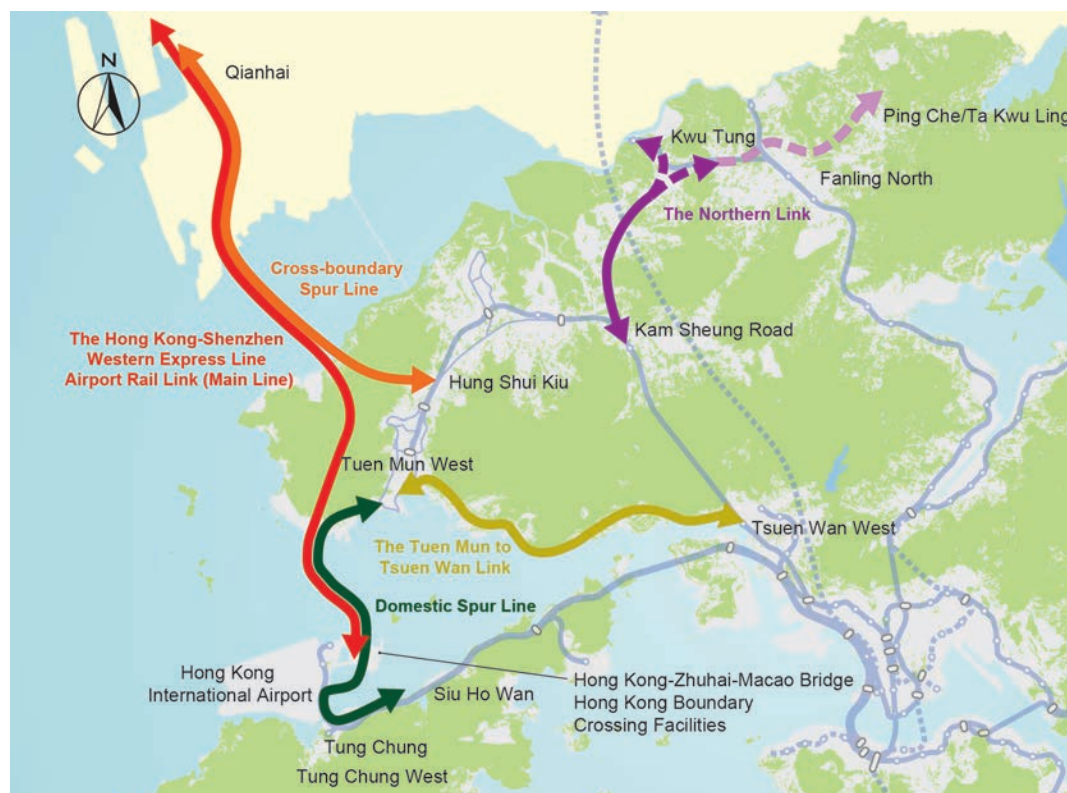 N
Qianhai
Ping Che/Ta Kwu Ling
Kwu Tung
Fanling North
The Northern Link
Cross-boundary
Spur Line
Kam Sheung Road
The Hong Kong-Shenzhen
Western Express Line
Airport Rail Link (Main Line)
Hung Shui Kiu
Tuen Mun West
Tsuen Wan West
The Tuen Mun to
Tsuen Wan Link
Domestic Spur Line
Hong Kong
International Airport
Siu Ho Wan
Hong Kong-Zhuhai-Macao Bridge
Hong Kong Boundary
Crossing Facilities
Tung Chung
Tung Chung West